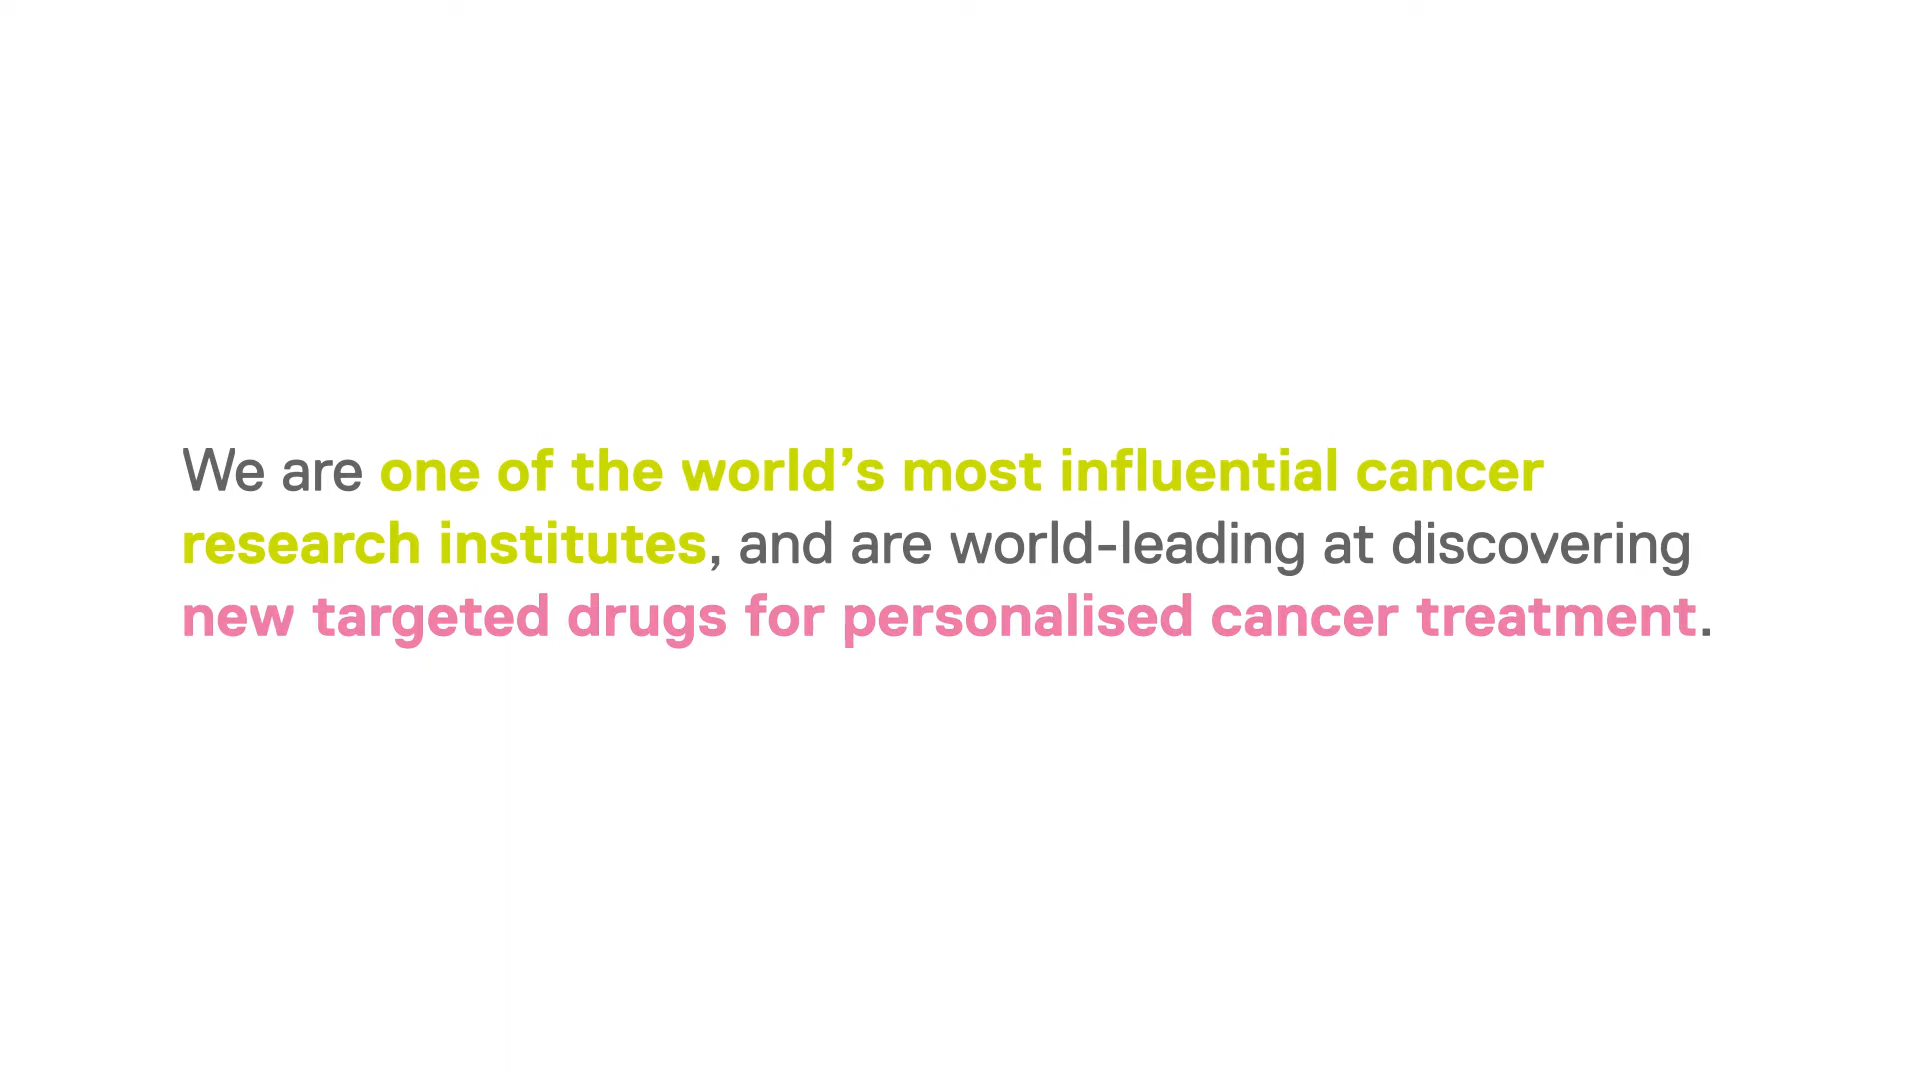 We are one of the world’s most influential cancer
research institutes, and are world-leading at discovering
new targeted drugs for personalised cancer treatment.